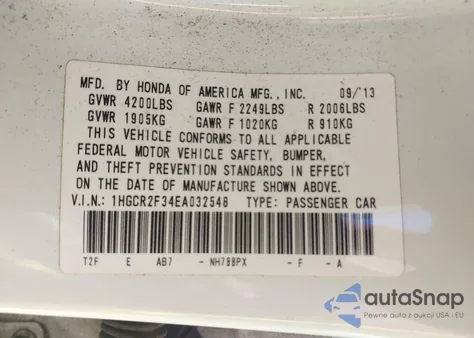 MFD. BY HONDA OF AMERICA MFG., INC. 09/13
GVWR 4200LBS GAWR F 2249LBS R 2006LBS
GVWR 1905KG GAWR F 1020KG R 910KG
THIS VEHICLE CONFORMS TO ALL APPLICABLE
FEDERAL MOTOR VEHICLE SAFETY, BUMPER,
AND THEFT PREVENTION STANDARDS IN EFFECT
ON THE DATE OF MANUFACTURE SHOWN ABOVE.
V.I.N.: 1HGCR2F34EA032548 TYPE: PASSENGER CAR
T2F E AB7 - NH788PX - F - A
autoSnap
Pewne auta z okazji USA i EU